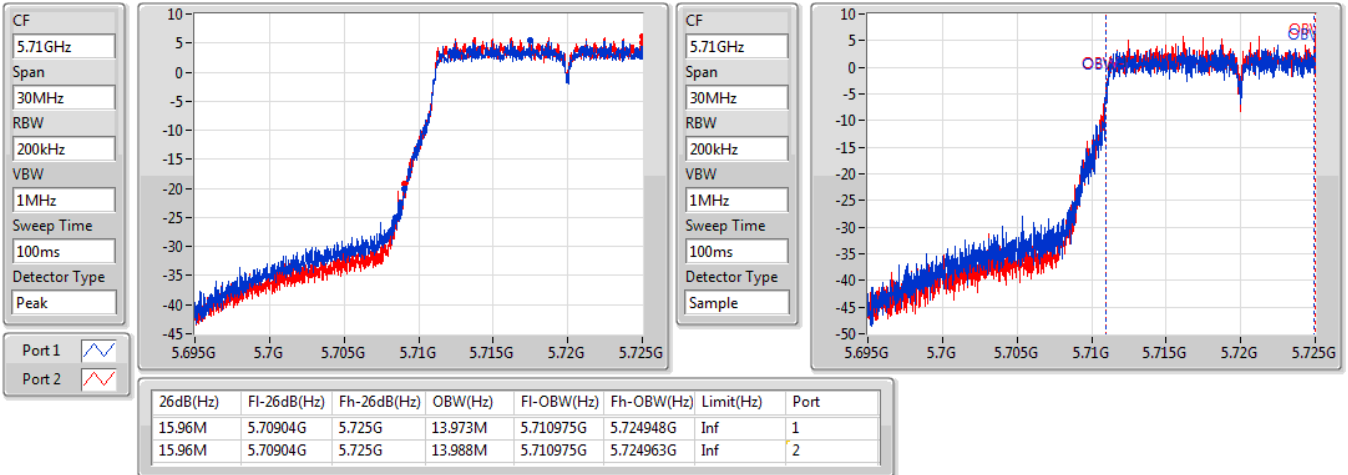 CF
5.71GHz
Span
30MHz
RBW
200kHz
VBW
1MHz
Sweep Time
100ms
Detector Type
Peak
10
5
0
-5
-10
-15
-20
-25
-30
-35
-40
-45
5.695G 5.7G 5.705G 5.71G 5.715G 5.72G 5.725G
CF
5.71GHz
Span
30MHz
RBW
200kHz
VBW
1MHz
Sweep Time
100ms
Detector Type
Sample
10
5
0
-5
-10
-15
-20
-25
-30
-35
-40
-45
-50
5.695G 5.7G 5.705G 5.71G 5.715G 5.72G 5.725G
Port 1
Port 2
26dB(Hz) Fl-26dB(Hz) Fh-26dB(Hz) OBW(Hz) Fl-OBW(Hz) Fh-OBW(Hz) Limit(Hz) Port
15.96M 5.70904G 5.725G 13.973M 5.710975G 5.724948G Inf 1
15.96M 5.70904G 5.725G 13.988M 5.710975G 5.724963G Inf 2